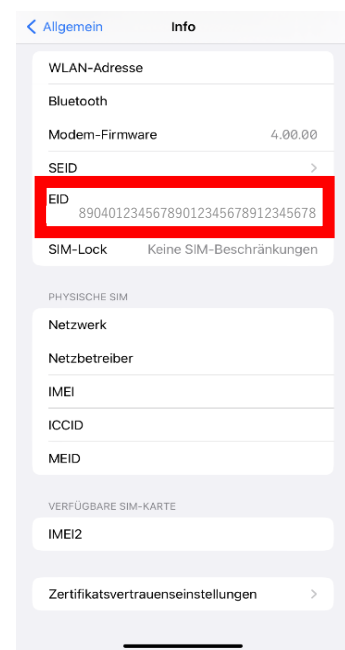 Allgemein Info
WLAN-Adresse
Bluetooth
Modem-Firmware 4.00.00
SEID
EID
89040123456789012345678912345678
SIM-Lock Keine SIM-Beschränkungen
PHYSISCHE SIM
Netzwerk
Netzbetreiber
IMEI
ICCID
MEID
VERFÜGBARE SIM-KARTE
IMEI2
Zertifikatsvertrauenseinstellungen